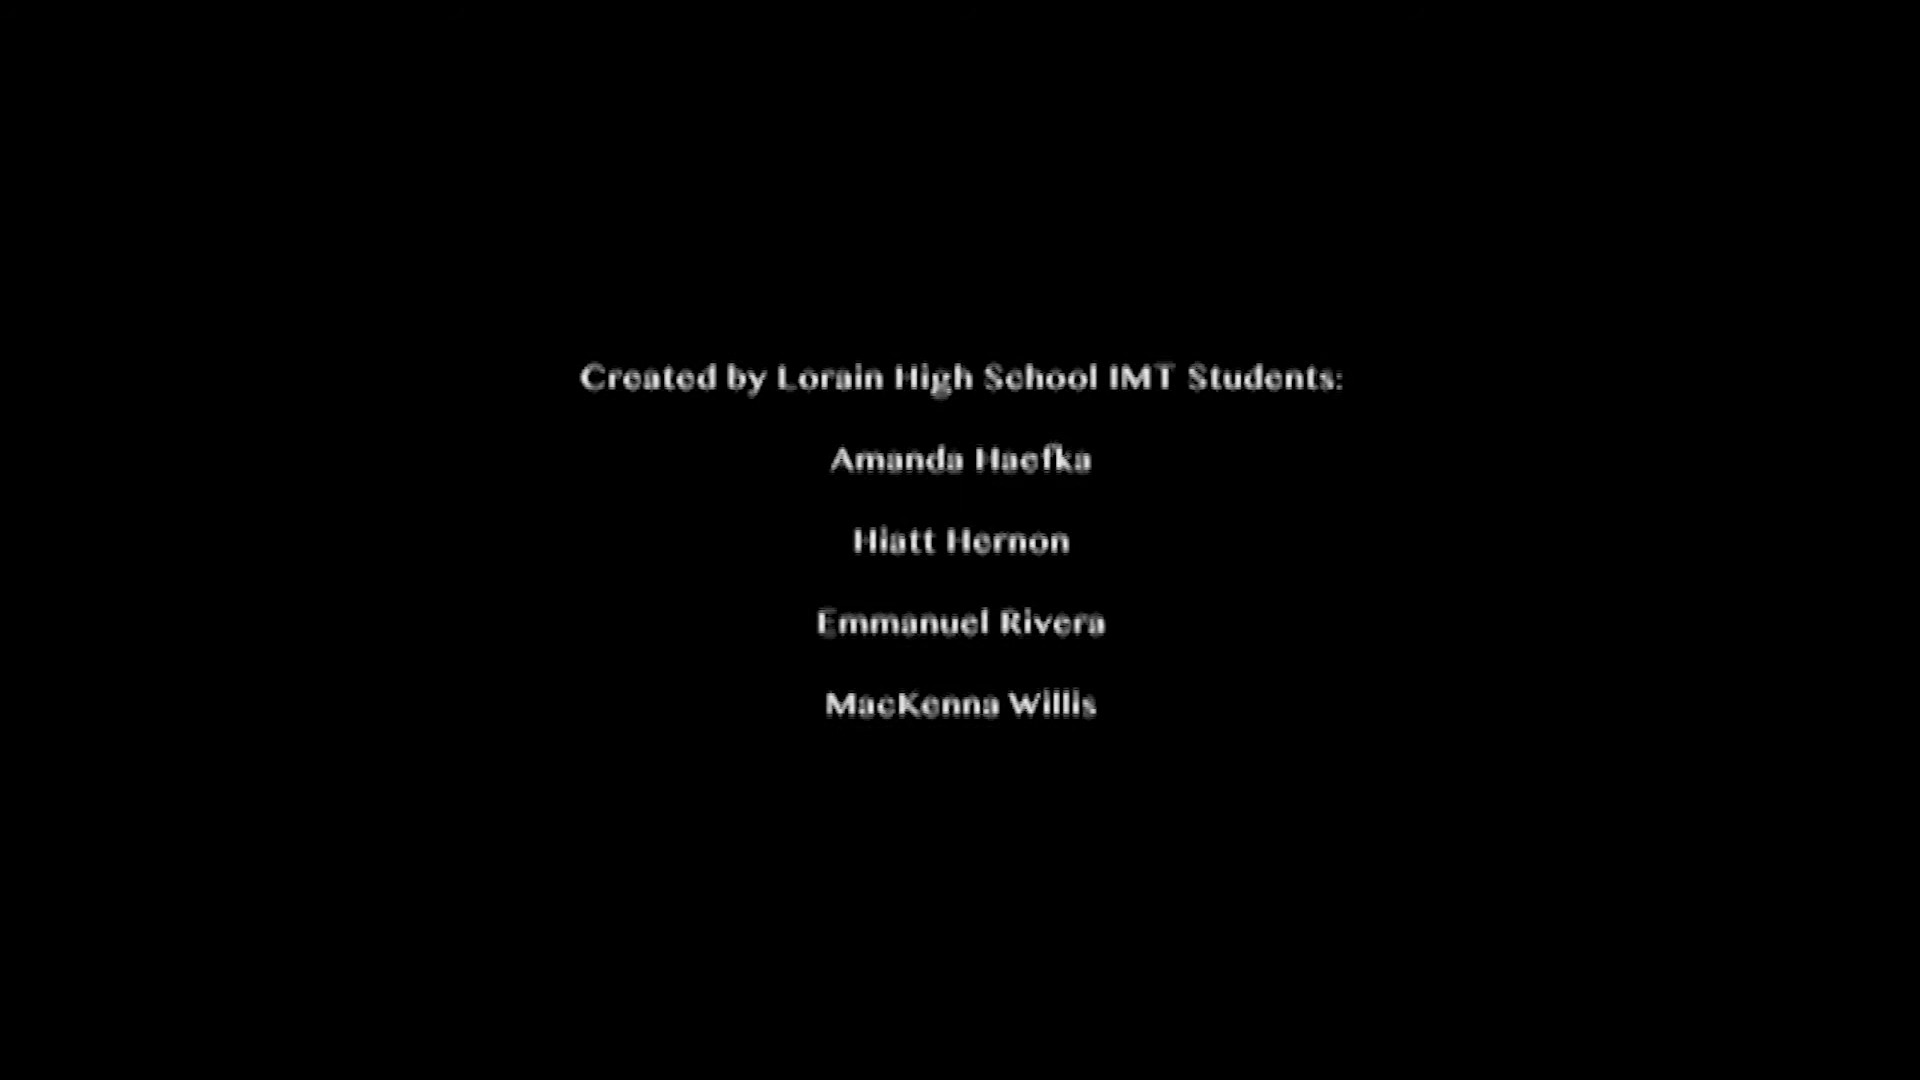 Created by Lorain High School IMT Students:
Amanda Haefka
Hiatt Hernon
Emmanuel Rivera
MacKenna Willis